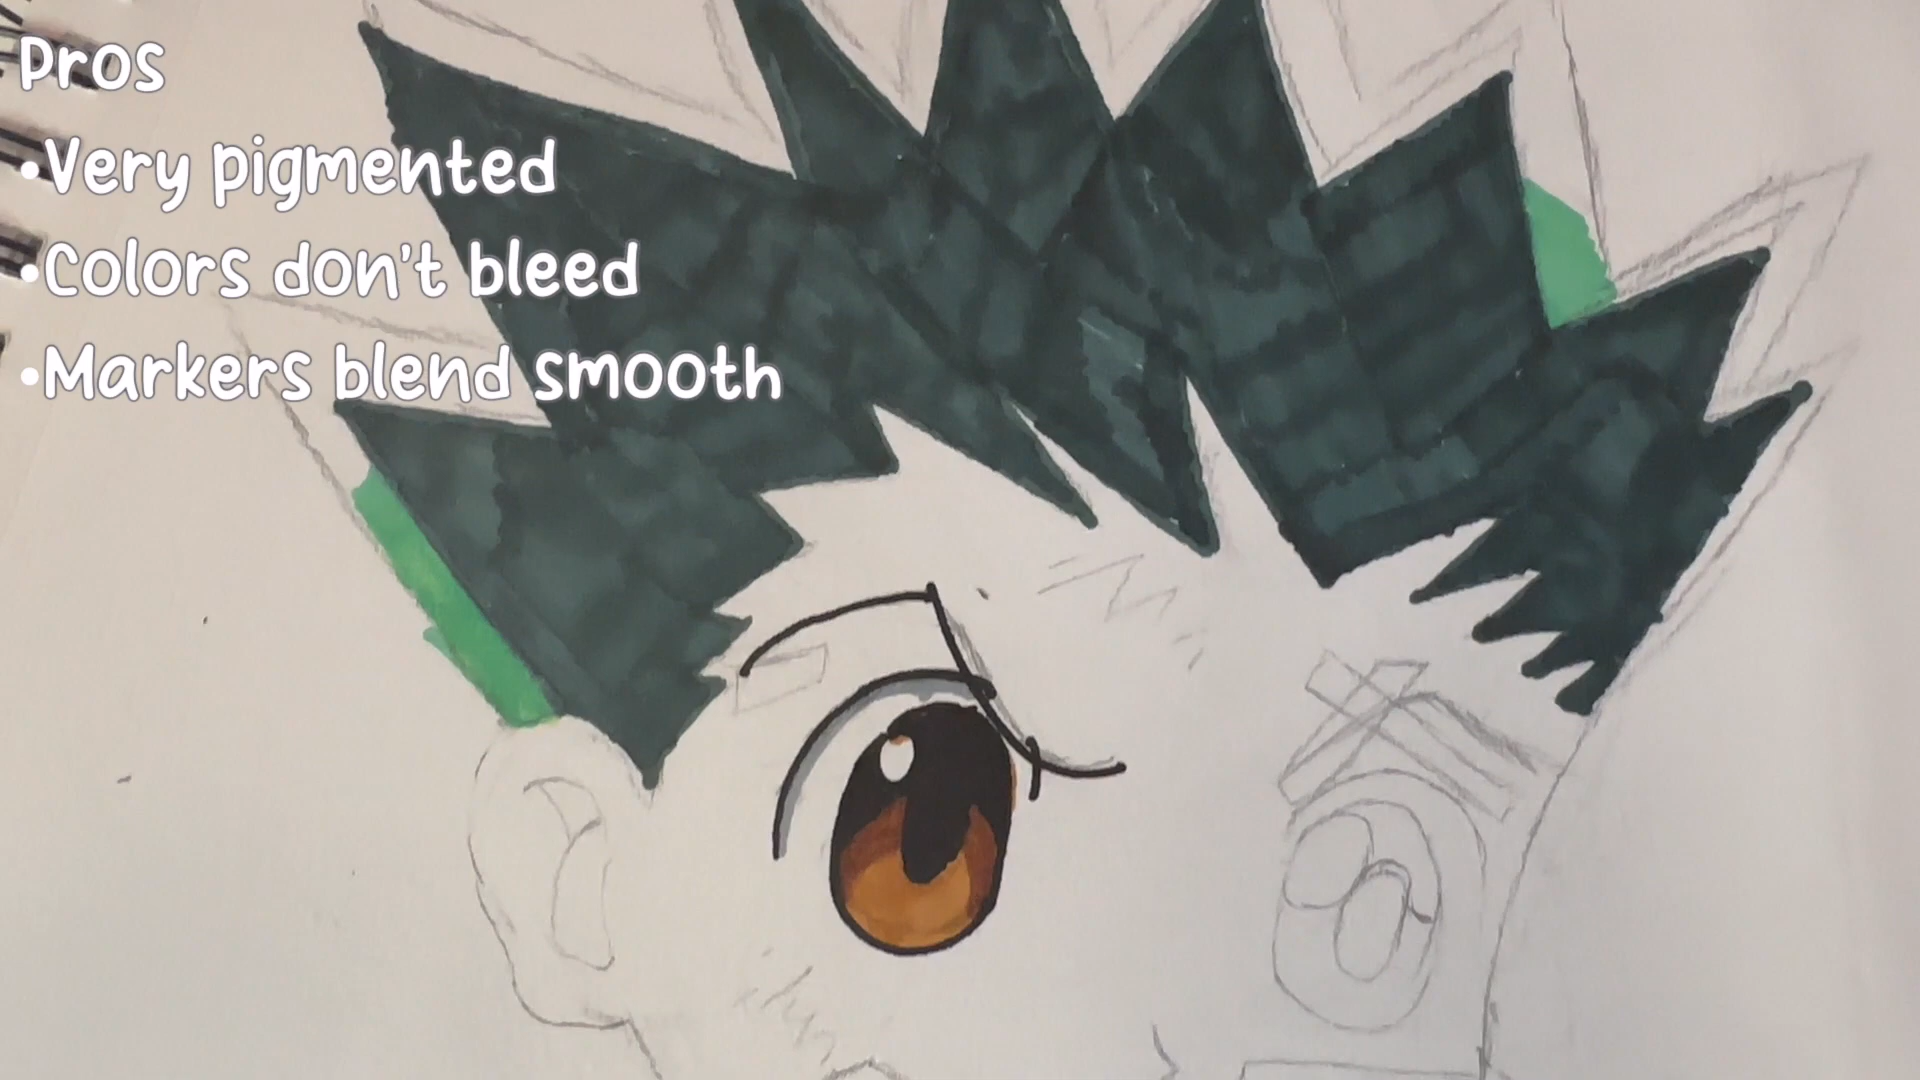 Pros
•Very pigmented
•Colors don't bleed
•Markers blend smooth